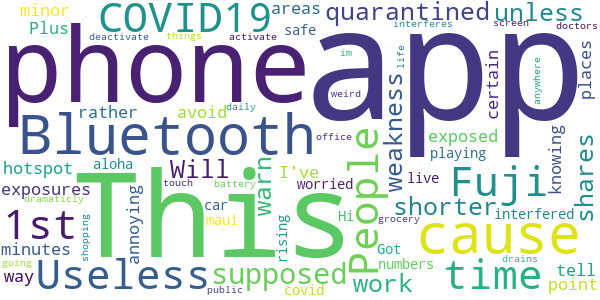 minor
COVID19
areas
interferes
quarantined
unless
screen
doctors
Plus
deactivate
things
activate
safe
im
life
places
phone
app
rather
avoid
daily
weird
certain
anywhere
Bluetooth
office
exposed
weakness
playing
knowing
hotspot
aloha
Will
warn
I've
People
worried
live
Fuji
shares
exposures
annoying
This
touch
battery
car
maui
grocery
shorter
interfered
1st
dramaticly
shopping
rising
Hi
cause
minutes
public
Got
numbers
drains
way
going
Useless
supposed
covid
work
time
tell
point